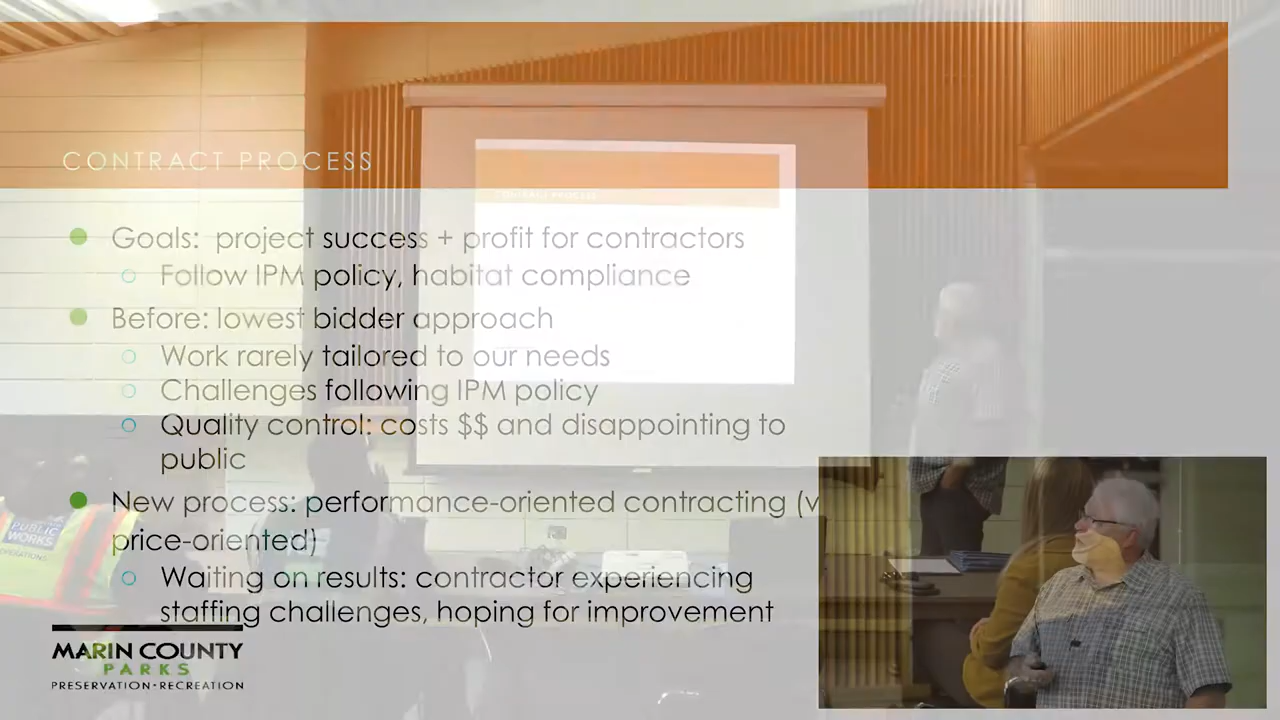 CONTRACT PROCESS
CONTRACT PROCESS
Goals: project success + profit for contractors
Follow IPM policy, habitat compliance
Before: lowest bidder approach
Work rarely tailored to our needs
Challenges following IPM policy
Quality control: costs $$ and disappointing to
public
New process: performance-oriented contracting (v
price-oriented)
PUBLIC
WORKS
OPERATIONS
Waiting on results: contractor experiencing
staffing challenges, hoping for improvement
MARIN COUNTY
PARKS
PRESERVATION•RECREATION